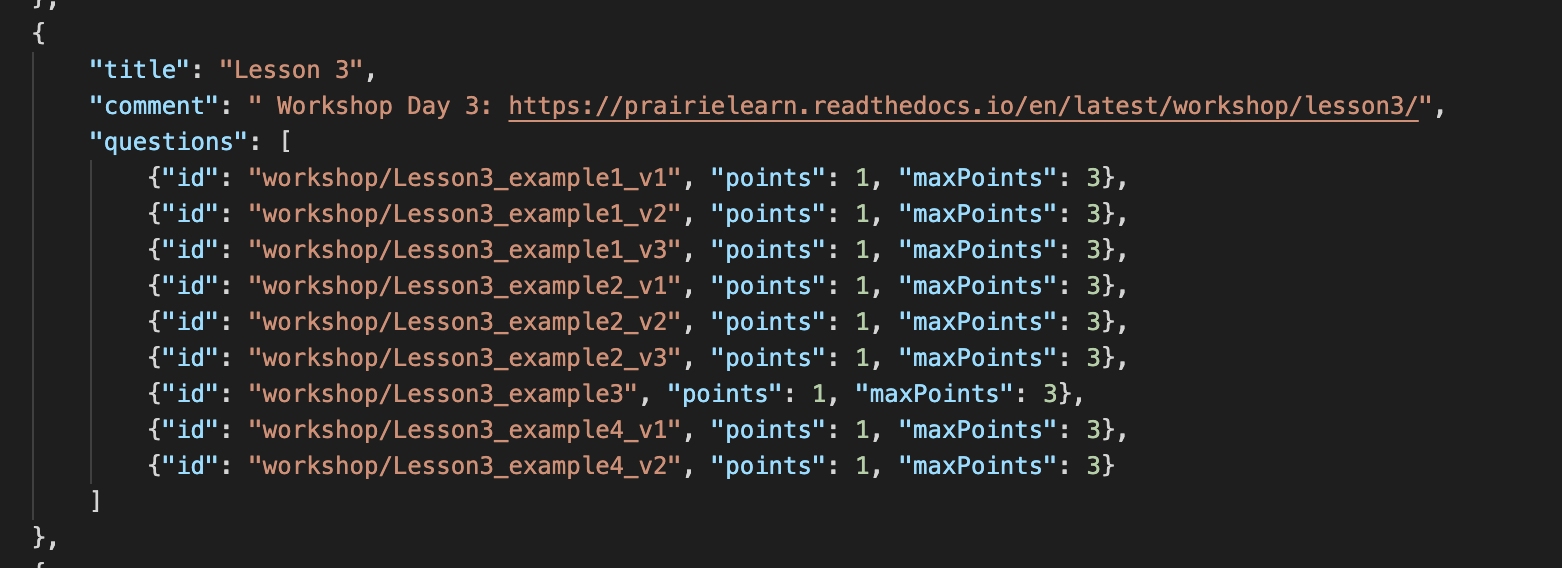 },
{
"title": "Lesson 3",
"comment": " Workshop Day 3: https://prairielearn.readthedocs.io/en/latest/workshop/lesson3/",
"questions": [
{"id": "workshop/Lesson3_example1_v1", "points": 1, "maxPoints": 3},
{"id": "workshop/Lesson3_example1_v2", "points": 1, "maxPoints": 3},
{"id": "workshop/Lesson3_example1_v3", "points": 1, "maxPoints": 3},
{"id": "workshop/Lesson3_example2_v1", "points": 1, "maxPoints": 3},
{"id": "workshop/Lesson3_example2_v2", "points": 1, "maxPoints": 3},
{"id": "workshop/Lesson3_example2_v3", "points": 1, "maxPoints": 3},
{"id": "workshop/Lesson3_example3", "points": 1, "maxPoints": 3},
{"id": "workshop/Lesson3_example4_v1", "points": 1, "maxPoints": 3},
{"id": "workshop/Lesson3_example4_v2", "points": 1, "maxPoints": 3}
]
},
{